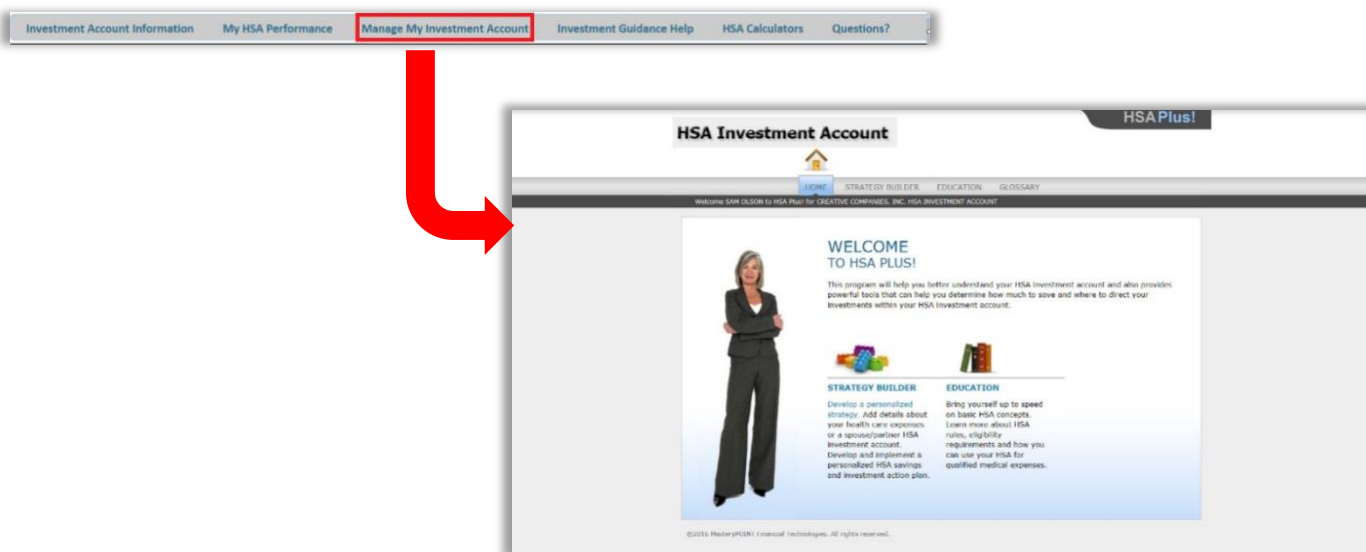 Investment Account Information My HSA Performance Manage My Investment Account Investment Guidance Help HSA Calculators Questions?
HSA Plus!
HSA Investment Account
HOME STRATEGY BUILDER EDUCATION GLOSSARY
Welcome SAM OLSON to HSA Plus! for CREATIVE COMPANIES, INC. HSA INVESTMENT ACCOUNT
WELCOME
TO HSA PLUS!
This program will help you better understand your HSA investment account and also provides
powerful tools that can help you determine how much to save and where to direct your
investments within your HSA investment account.
STRATEGY BUILDER
Develop a personalized
strategy. Add details about
your health care expenses
or a spouse/partner HSA
investment account.
Develop and implement a
personalized HSA savings
and investment action plan.
EDUCATION
Bring yourself up to speed
on basic HSA concepts.
Learn more about HSA
rules, eligibility
requirements and how you
can use your HSA for
qualified medical expenses.
©2016 MasteryPOINT Financial Technologies. All rights reserved.